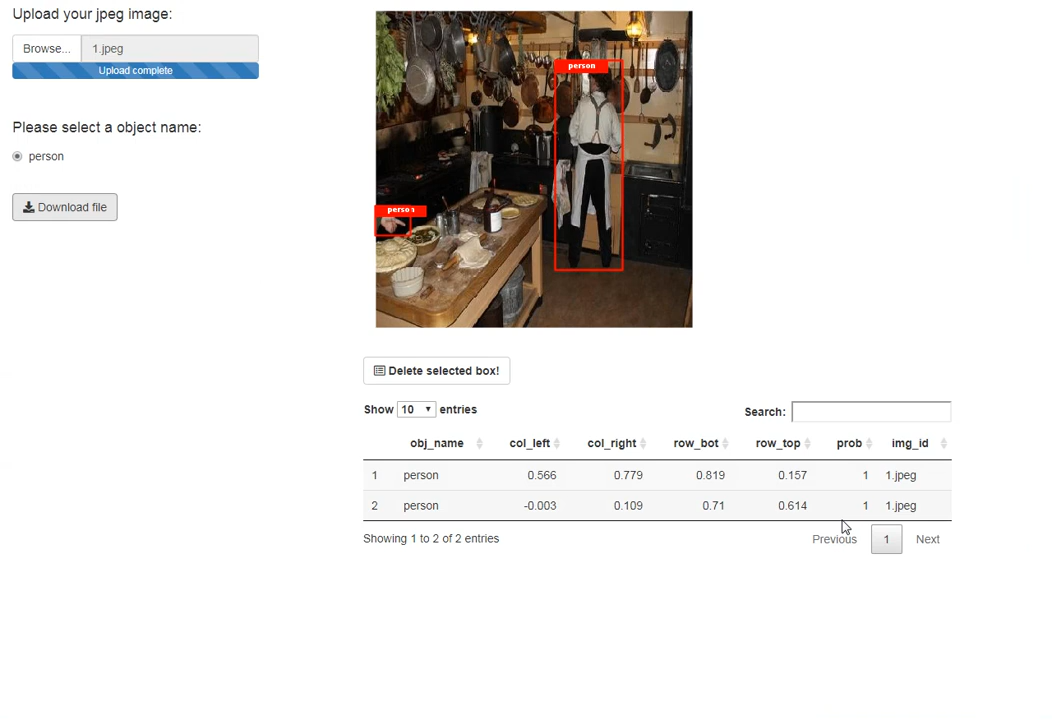 Upload your jpeg image:
Browse... 1.jpeg
Upload complete
Please select a object name:
person
Download file
person
person
Delete selected box!
Show 10 entries
Search:
obj_name col_left col_right row_bot row_top prob img_id
1 person 0.566 0.779 0.819 0.157 1 1.jpeg
2 person -0.003 0.109 0.71 0.614 1 1.jpeg
Showing 1 to 2 of 2 entries
Previous 1 Next